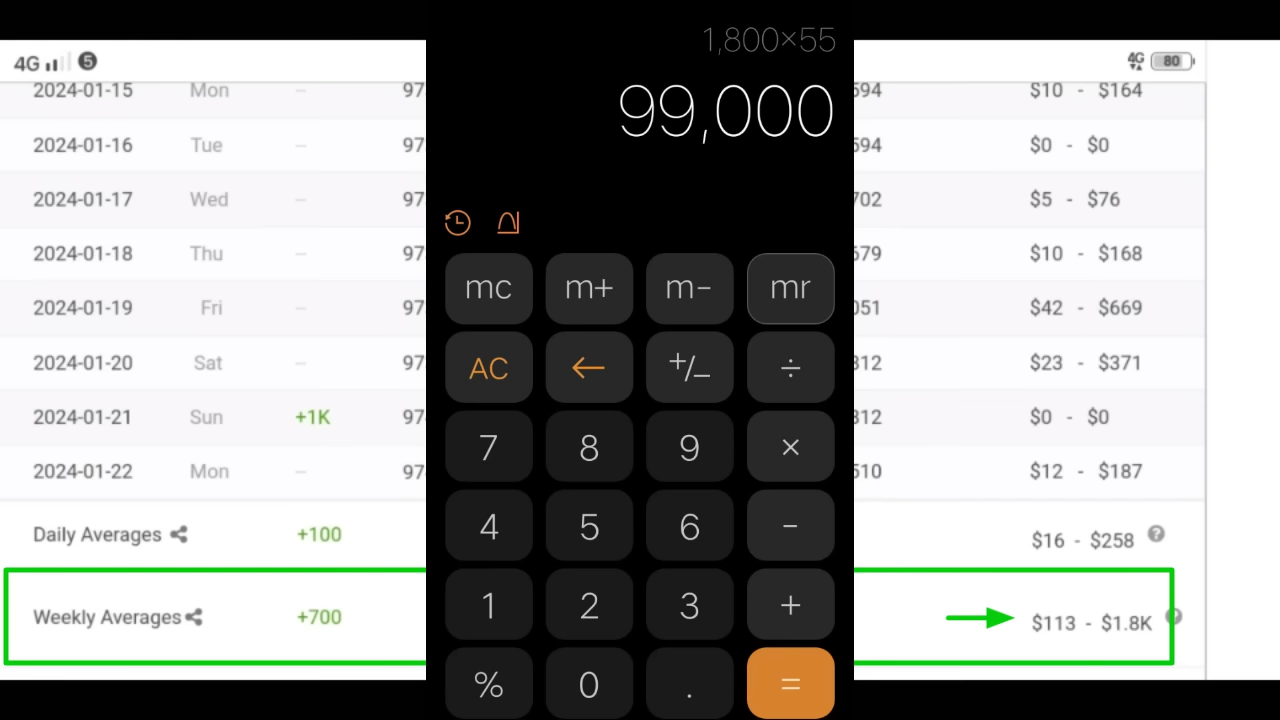 1,800×55
99,000
4G 5 4G 80
2024-01-15 Mon -- 97 594 $10 - $164
2024-01-16 Tue -- 97 594 $0 - $0
2024-01-17 Wed -- 97 702 $5 - $76
2024-01-18 Thu -- 97 679 $10 - $168
2024-01-19 Fri -- 97 051 $42 - $669
2024-01-20 Sat -- 97 312 $23 - $371
2024-01-21 Sun +1K 97 312 $0 - $0
2024-01-22 Mon -- 97 510 $12 - $187
Daily Averages +100 $16 - $258 ?
Weekly Averages +700 $113 - $1.8K ?
mc m+ m- mr
AC ← +/− ÷
7 8 9 ×
4 5 6 −
1 2 3 +
% 0 . =